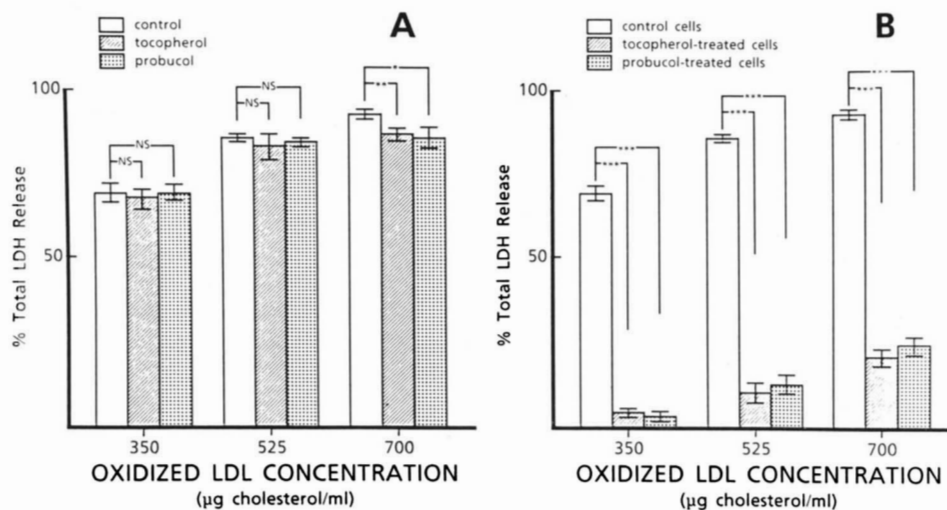 A
control
tocopherol
probucol
% Total LDH Release
100
50
NS
NS
NS
NS
**
*
350
525
700
OXIDIZED LDL CONCENTRATION
(μg cholesterol/ml)
B
control cells
tocopherol-treated cells
probucol-treated cells
% Total LDH Release
100
50
350
525
700
OXIDIZED LDL CONCENTRATION
(μg cholesterol/ml)